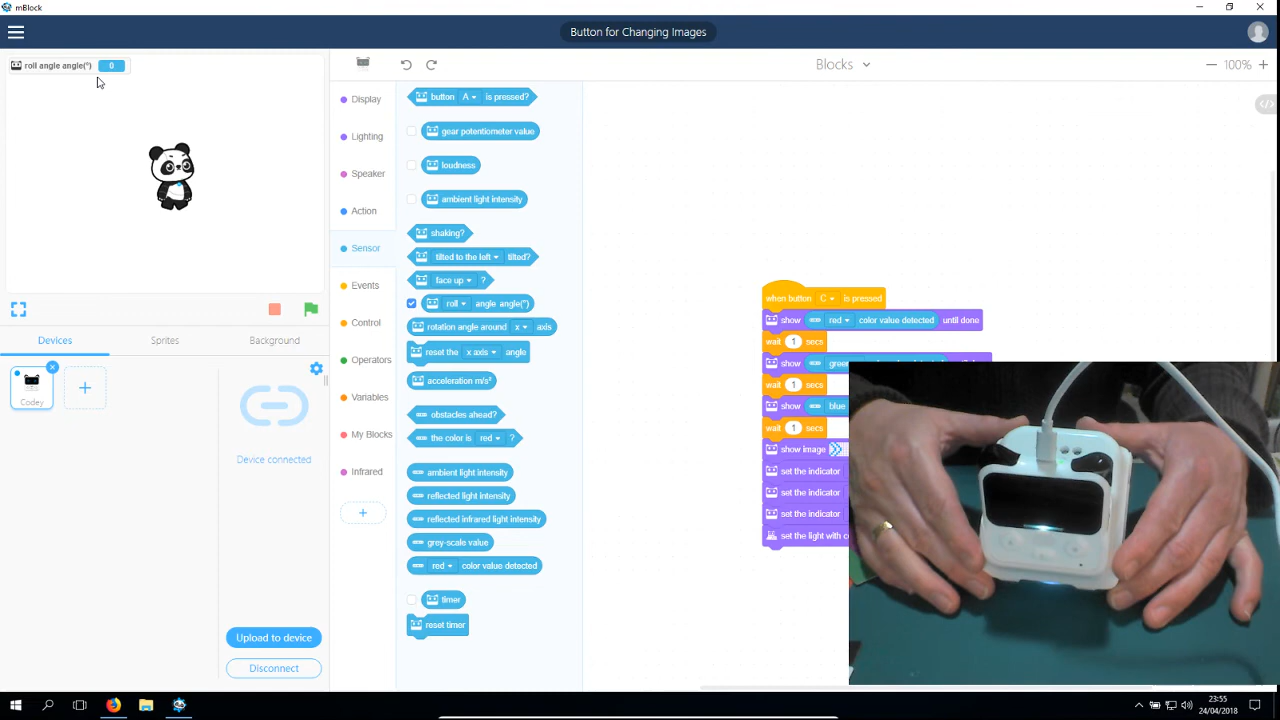 mBlock
Button for Changing Images
roll angle angle(°) 0
Blocks
100%
Display
Lighting
Speaker
Action
Sensor
Events
Control
Operators
Variables
My Blocks
Infrared
button A is pressed?
gear potentiometer value
loudness
ambient light intensity
shaking?
tilted to the left tilted?
face up ?
roll angle angle(°)
rotation angle around x axis
reset the x axis angle
acceleration m/s²
obstacles ahead?
the color is red ?
ambient light intensity
reflected light intensity
reflected infrared light intensity
grey-scale value
red color value detected
timer
reset timer
when button C is pressed
show red color value detected until done
wait 1 secs
show
wait 1 secs
show blue
wait 1 secs
show image
set the indicator
set the indicator
set the indicator
set the light with
Devices
Sprites
Background
Codey
Device connected
Upload to device
Disconnect
23:55
24/04/2018